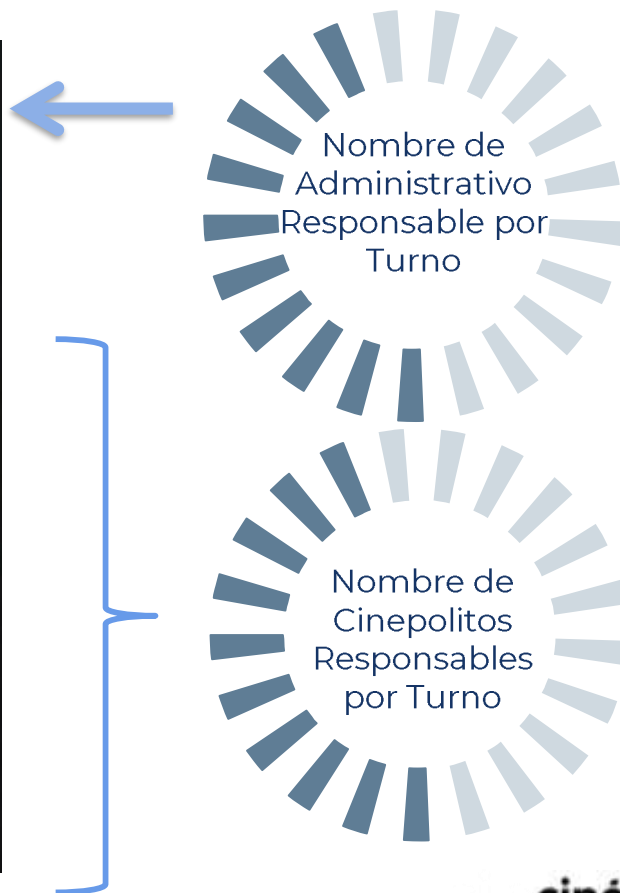 Nombre de
Administrativo
Responsable por
Turno
Nombre de
Cinepolitos
Responsables
por Turno